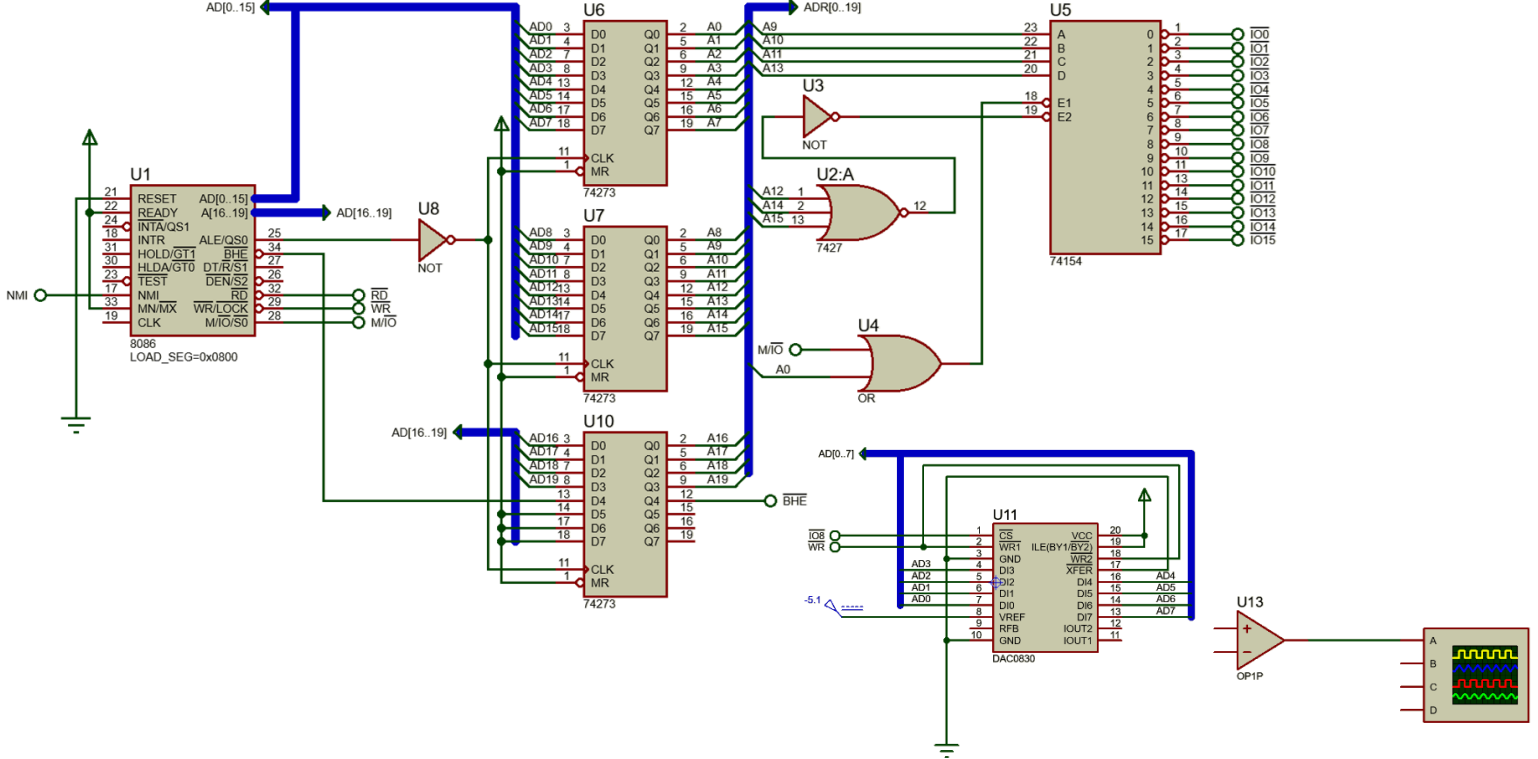 AD[0..15]
ADR[0..19]
U1
21 RESET AD[0..15]
22 READY A[16..19] AD[16..19]
24 INTA/QS1
18 INTR ALE/QS0 25
31 HOLD/GT1 BHE 34
30 HLDA/GT0 DT/R/S1 27
23 TEST DEN/S2 26
NMI 17 NMI RD 32 RD
33 MN/MX WR/LOCK 29 WR
19 CLK M/IO/S0 28 M/IO
8086
LOAD_SEG=0x0800
U8
NOT
U6
AD0 3 D0 Q0 2 A0
AD1 4 D1 Q1 5 A1
AD2 7 D2 Q2 6 A2
AD3 8 D3 Q3 9 A3
AD4 13 D4 Q4 12 A4
AD5 14 D5 Q5 15 A5
AD6 17 D6 Q6 16 A6
AD7 18 D7 Q7 19 A7
11 CLK
1 MR
74273
U7
AD8 3 D0 Q0 2 A8
AD9 4 D1 Q1 5 A9
AD10 7 D2 Q2 6 A10
AD11 8 D3 Q3 9 A11
AD12 13 D4 Q4 12 A12
AD13 14 D5 Q5 15 A13
AD14 17 D6 Q6 16 A14
AD15 18 D7 Q7 19 A15
11 CLK
1 MR
74273
AD[16..19]
U10
AD16 3 D0 Q0 2 A16
AD17 4 D1 Q1 5 A17
AD18 7 D2 Q2 6 A18
AD19 8 D3 Q3 9 A19
13 D4 Q4 12 BHE
14 D5 Q5 15
17 D6 Q6 16
18 D7 Q7 19
11 CLK
1 MR
74273
U5
A9 23 A 0 1 IO0
A10 22 B 1 2 IO1
A11 21 C 2 3 IO2
A13 20 D 3 4 IO3
4 5 IO4
18 E1 5 6 IO5
19 E2 6 7 IO6
7 8 IO7
8 9 IO8
9 10 IO9
10 11 IO10
11 13 IO11
12 14 IO12
13 15 IO13
14 16 IO14
15 17 IO15
74154
U3
NOT
U2:A
A12 1
A14 2 12
A15 13
7427
U4
M/IO
A0
OR
AD[0..7]
U11
IO8 1 CS VCC 20
WR 2 WR1 ILE(BY1/BY2) 19
3 GND WR2 18
AD3 4 DI3 XFER 17
AD2 5 DI2 DI4 16 AD4
AD1 6 DI1 DI5 15 AD5
AD0 7 DI0 DI6 14 AD6
-5.1 8 VREF DI7 13 AD7
9 RFB IOUT2 12
10 GND IOUT1 11
DAC0830
U13
+
−
OP1P
A
B
C
D